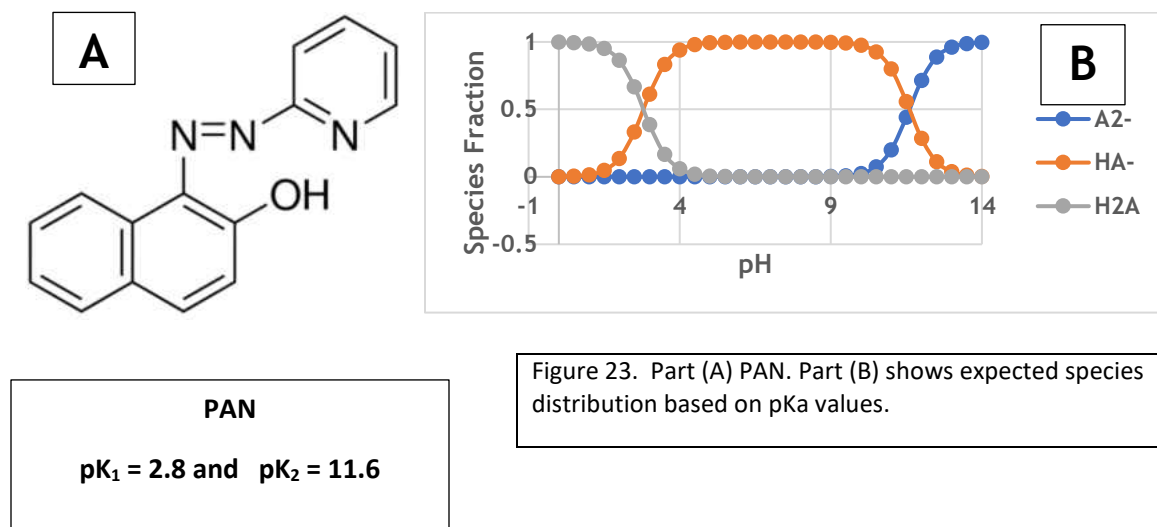 A
N=N
N
OH
1
0.5
0
-0.5
-1
4
9
14
Species Fraction
pH
B
A2-
HA-
H2A
PAN
pK₁ = 2.8 and pK₂ = 11.6
Figure 23. Part (A) PAN. Part (B) shows expected species
distribution based on pKa values.